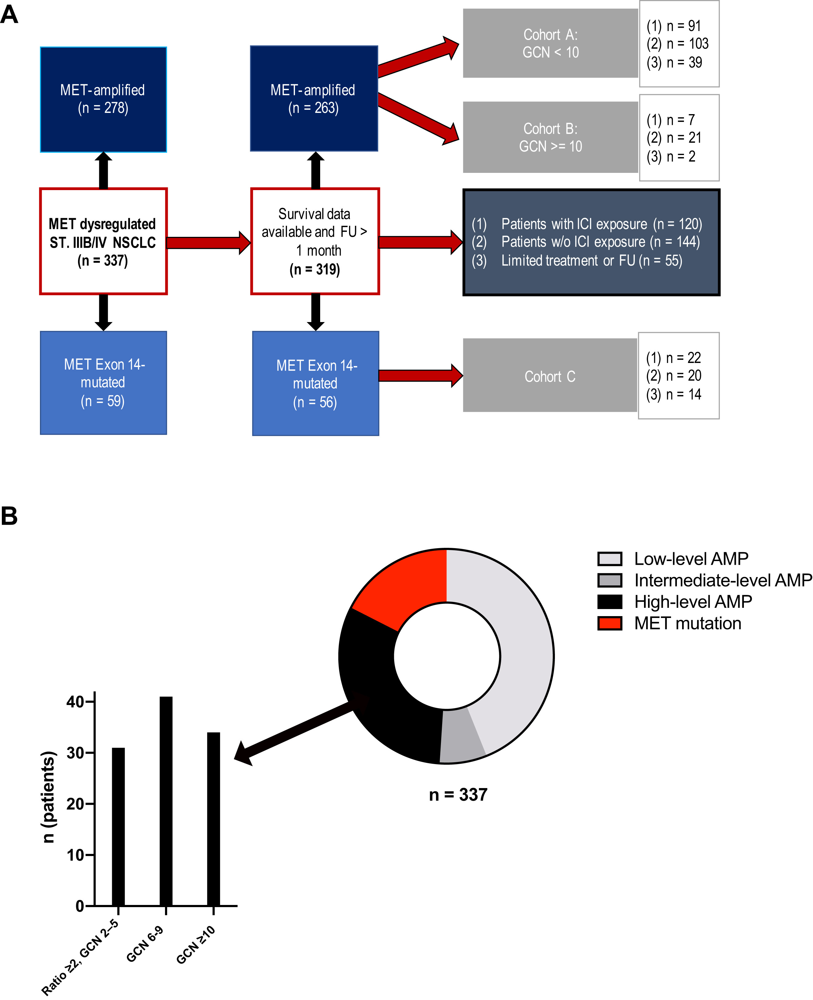 A
MET-amplified
(n = 278)
MET-amplified
(n = 263)
Cohort A:
GCN < 10
(1) n = 91
(2) n = 103
(3) n = 39
Cohort B:
GCN >= 10
(1) n = 7
(2) n = 21
(3) n = 2
MET dysregulated
ST. IIIB/IV NSCLC
(n = 337)
Survival data
available and FU >
1 month
(n = 319)
(1) Patients with ICI exposure (n = 120)
(2) Patients w/o ICI exposure (n = 144)
(3) Limited treatment or FU (n = 55)
MET Exon 14-
mutated
(n = 59)
MET Exon 14-
mutated
(n = 56)
Cohort C
(1) n = 22
(2) n = 20
(3) n = 14
B
Low-level AMP
Intermediate-level AMP
High-level AMP
MET mutation
n = 337
n (patients)
40
30
20
10
0
Ratio ≥2, GCN 2–5
GCN 6-9
GCN ≥10